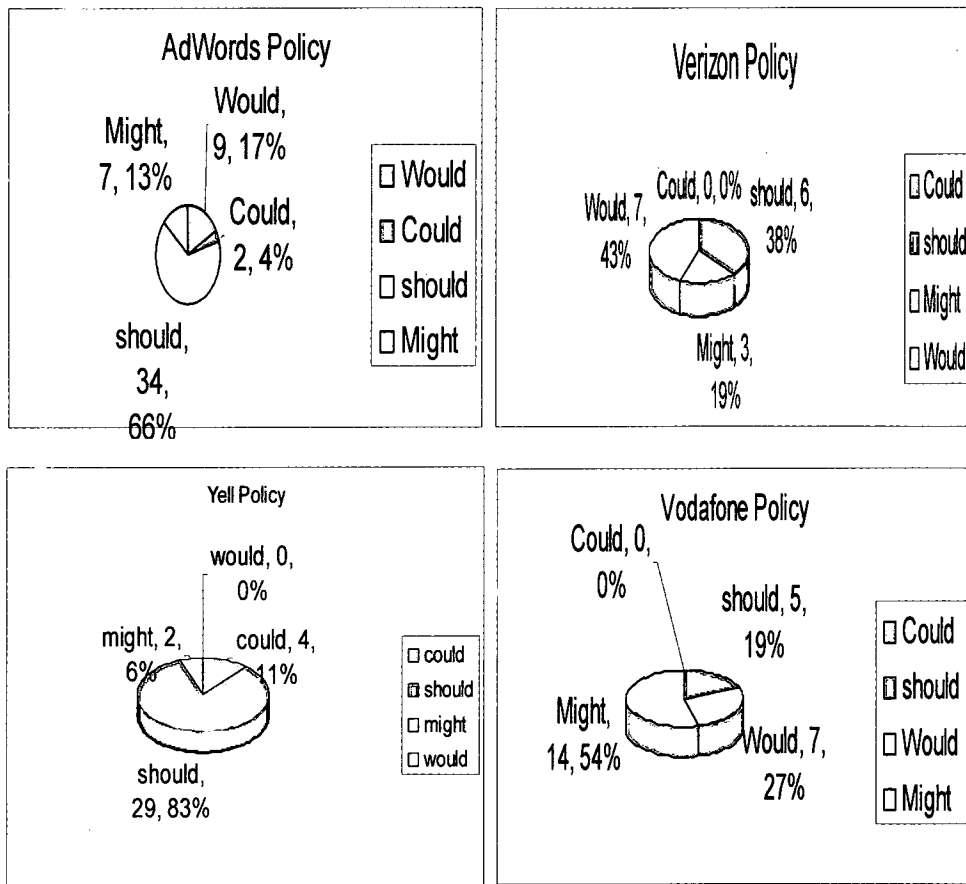 AdWords Policy
Would,
9, 17%
Might,
7, 13%
Could,
2, 4%
should,
34,
66%
Would
Could
should
Might
Verizon Policy
Could, 0, 0%
should, 6,
38%
Would, 7,
43%
Might, 3,
19%
Could
should
Might
Would
Yell Policy
would, 0,
0%
might, 2,
6%
could, 4,
11%
should,
29, 83%
could
should
might
would
Vodafone Policy
Could, 0,
0%
should, 5,
19%
Might,
14, 54%
Would, 7,
27%
Could
should
Would
Might